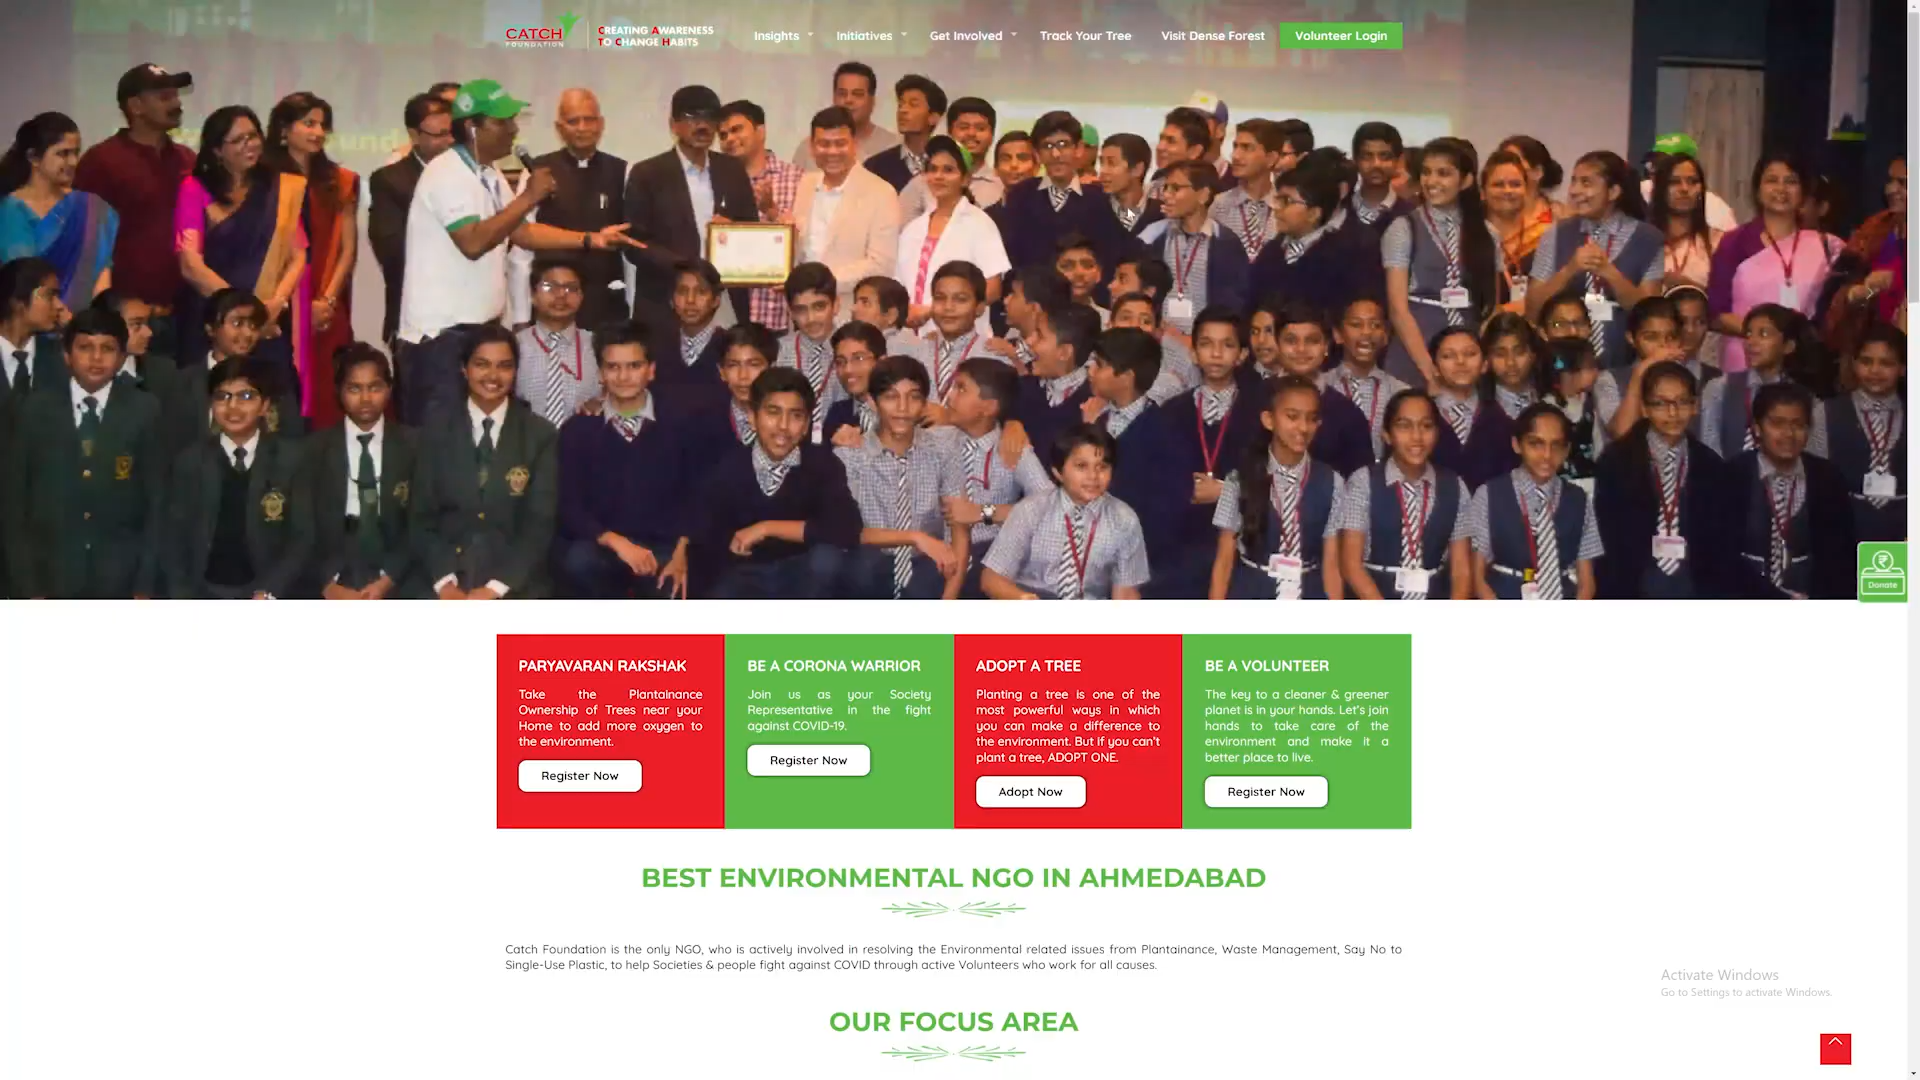 CATCH
FOUNDATION
CREATING AWARENESS
TO CHANGE HABITS
Insights
Initiatives
Get Involved
Track Your Tree
Visit Dense Forest
Volunteer Login
Donate
PARYAVARAN RAKSHAK
Take the Plantainance
Ownership of Trees near your
Home to add more oxygen to
the environment.
Register Now
BE A CORONA WARRIOR
Join us as your Society
Representative in the fight
against COVID-19.
Register Now
ADOPT A TREE
Planting a tree is one of the
most powerful ways in which
you can make a difference to
the environment. But if you can't
plant a tree, ADOPT ONE.
Adopt Now
BE A VOLUNTEER
The key to a cleaner & greener
planet is in your hands. Let's join
hands to take care of the
environment and make it a
better place to live.
Register Now
BEST ENVIRONMENTAL NGO IN AHMEDABAD
Catch Foundation is the only NGO, who is actively involved in resolving the Environmental related issues from Plantainance, Waste Management, Say No to
Single-Use Plastic, to help Societies & people fight against COVID through active Volunteers who work for all causes.
OUR FOCUS AREA
Activate Windows
Go to Settings to activate Windows.